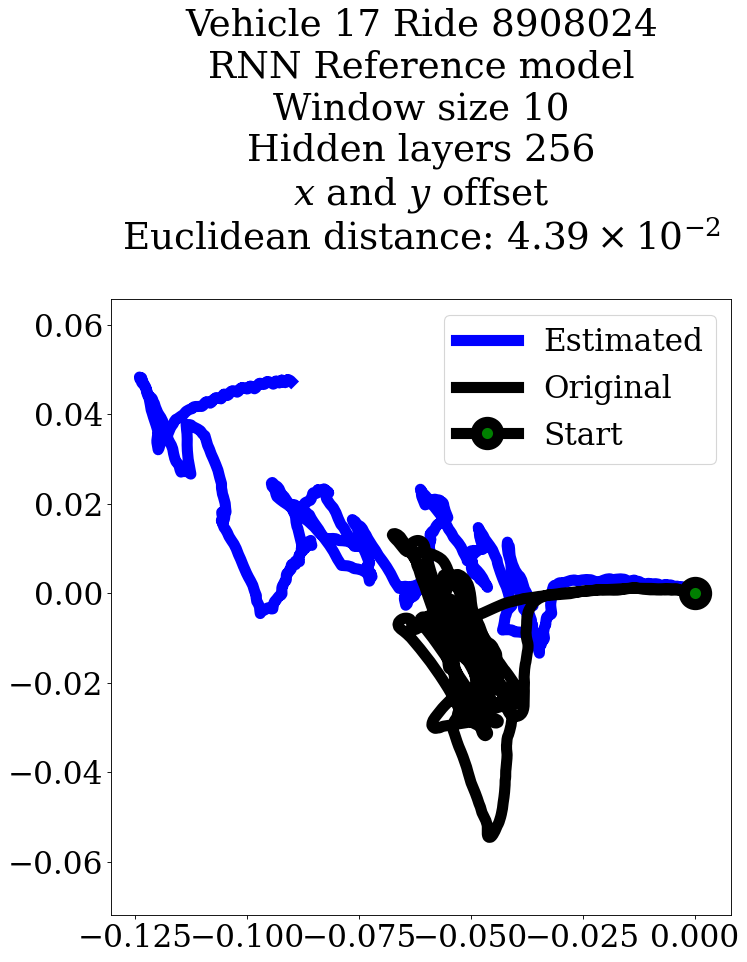 Vehicle 17 Ride 8908024
RNN Reference model
Window size 10
Hidden layers 256
x and y offset
Euclidean distance: 4.39 × 10⁻²
Estimated
Original
Start
0.06
0.04
0.02
0.00
−0.02
−0.04
−0.06
−0.125 −0.100 −0.075 −0.050 −0.025 0.000